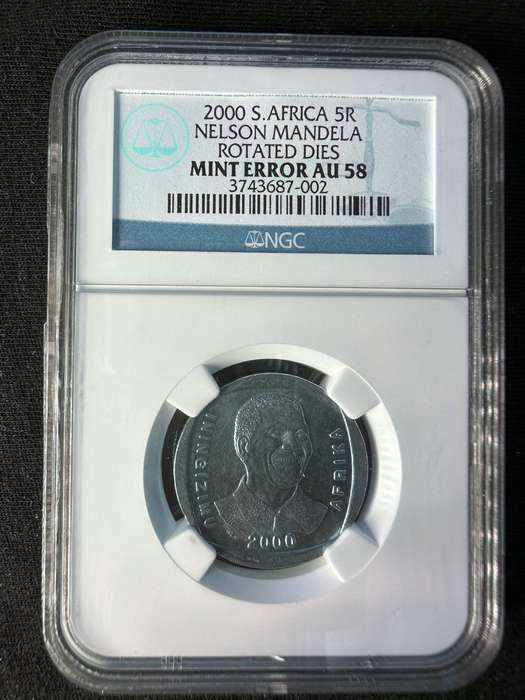 2000 S.AFRICA 5R
NELSON MANDELA
ROTATED DIES
MINT ERROR AU 58
3743687-002
NGC
ININGIZIMU
AFRIKA
2000